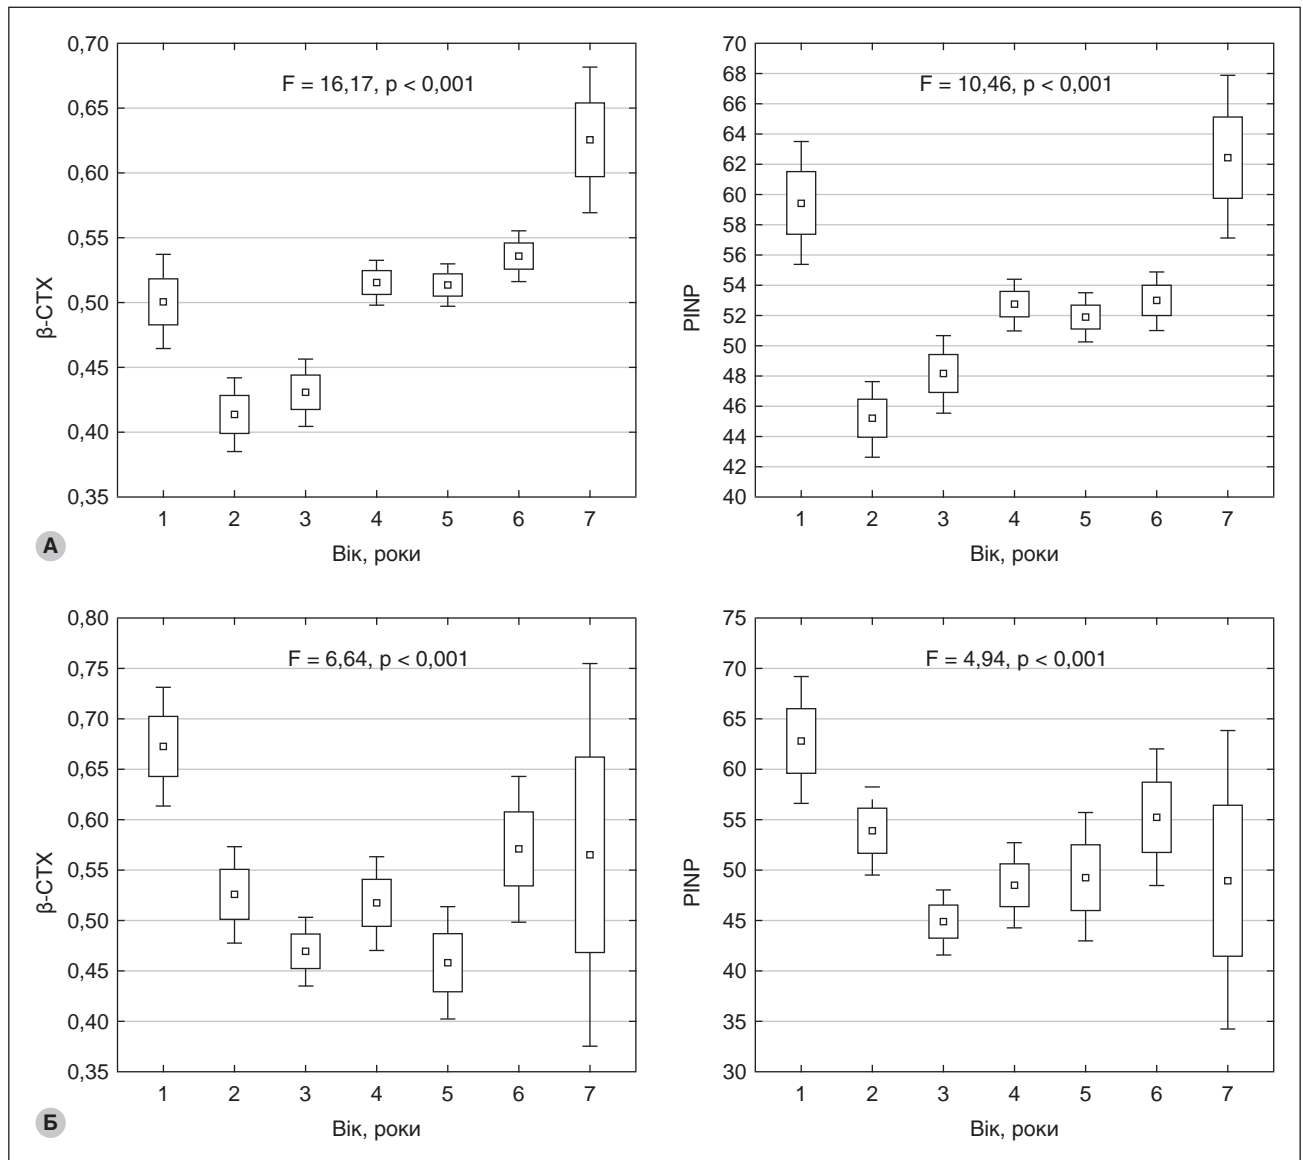 0,70
0,65
0,60
0,55
0,50
0,45
0,40
0,35
β-CTX
F = 16,17, p < 0,001
1 2 3 4 5 6 7
Вік, роки
А
70
68
66
64
62
60
58
56
54
52
50
48
46
44
42
40
PINP
F = 10,46, p < 0,001
1 2 3 4 5 6 7
Вік, роки
0,80
0,75
0,70
0,65
0,60
0,55
0,50
0,45
0,40
0,35
β-CTX
F = 6,64, p < 0,001
1 2 3 4 5 6 7
Вік, роки
Б
75
70
65
60
55
50
45
40
35
30
PINP
F = 4,94, p < 0,001
1 2 3 4 5 6 7
Вік, роки